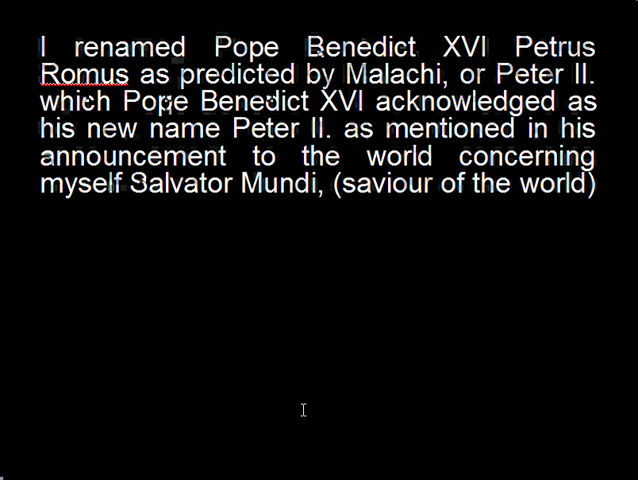 I renamed Pope Benedict XVI Petrus
Romus as predicted by Malachi, or Peter II.
which Pope Benedict XVI acknowledged as
his new name Peter II. as mentioned in his
announcement to the world concerning
myself Salvator Mundi, (saviour of the world)